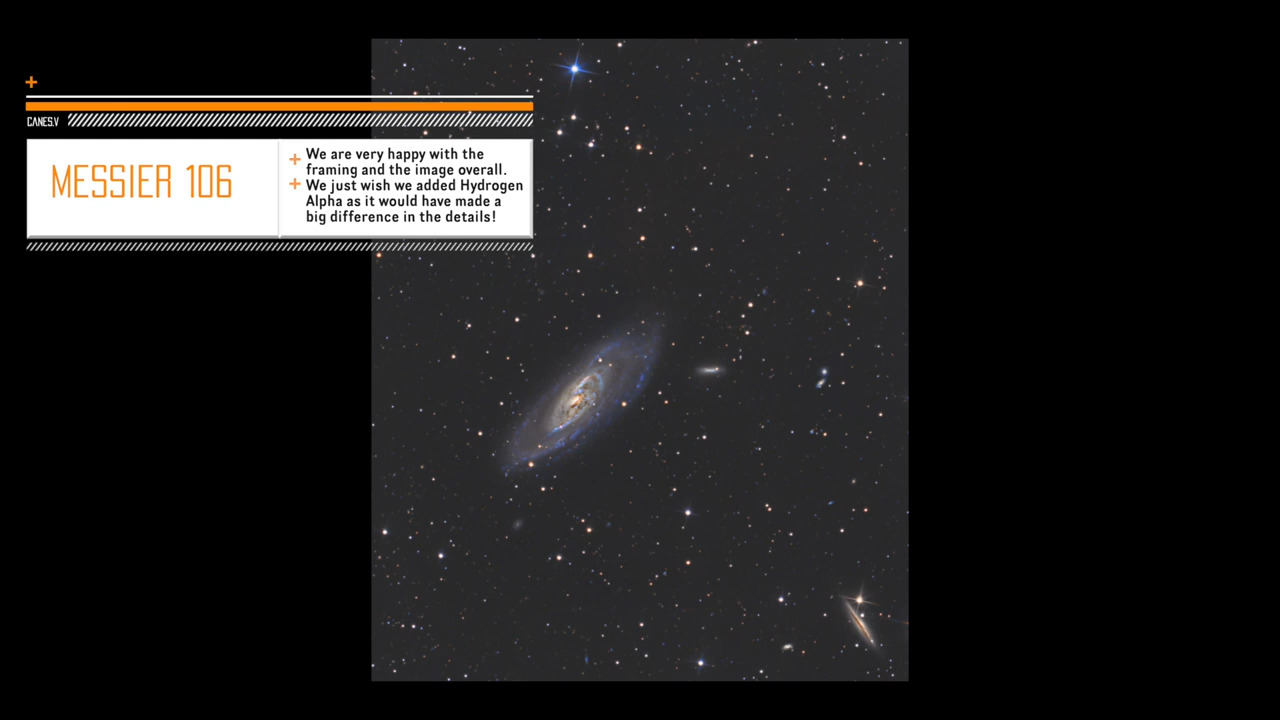 CANES.V
MESSIER 106
We are very happy with the
framing and the image overall.
We just wish we added Hydrogen
Alpha as it would have made a
big difference in the details!